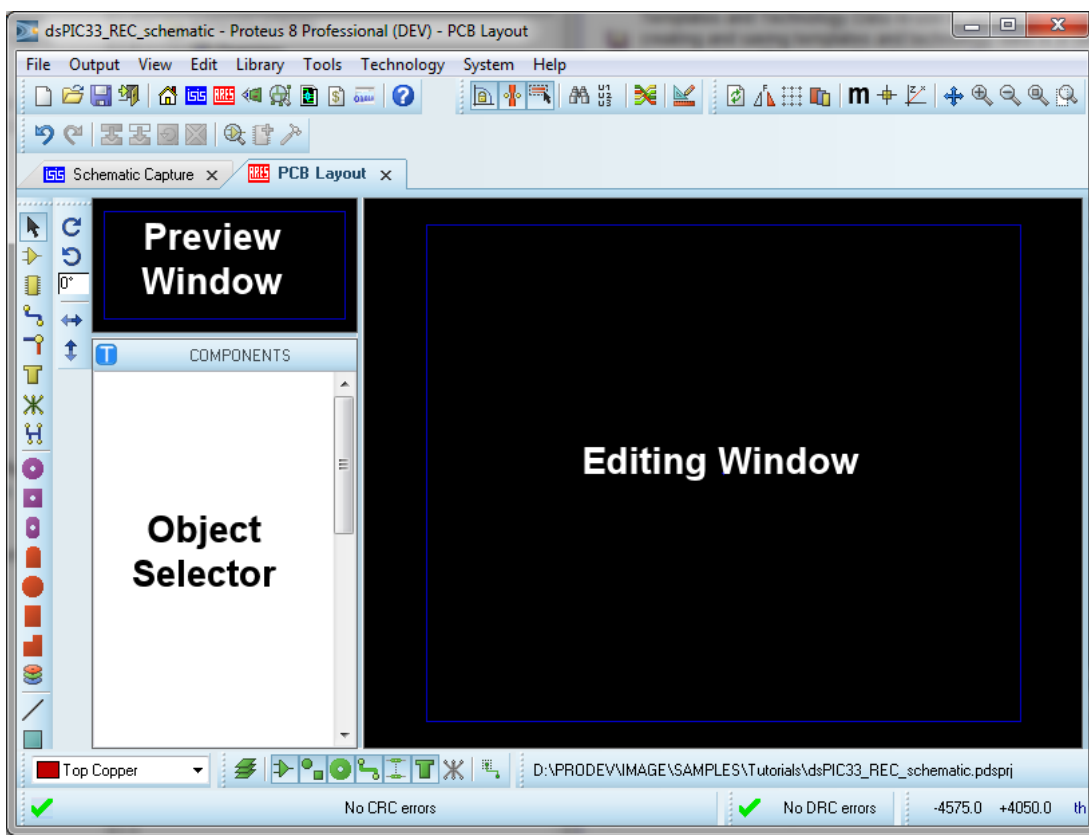 dsPIC33_REC_schematic - Proteus 8 Professional (DEV) - PCB Layout
File Output View Edit Library Tools Technology System Help
Schematic Capture
PCB Layout
Preview
Window
0°
COMPONENTS
Object
Selector
Editing Window
Top Copper
D:\PRODEV\IMAGE\SAMPLES\Tutorials\dsPIC33_REC_schematic.pdsprj
No CRC errors
No DRC errors
-4575.0 +4050.0 th